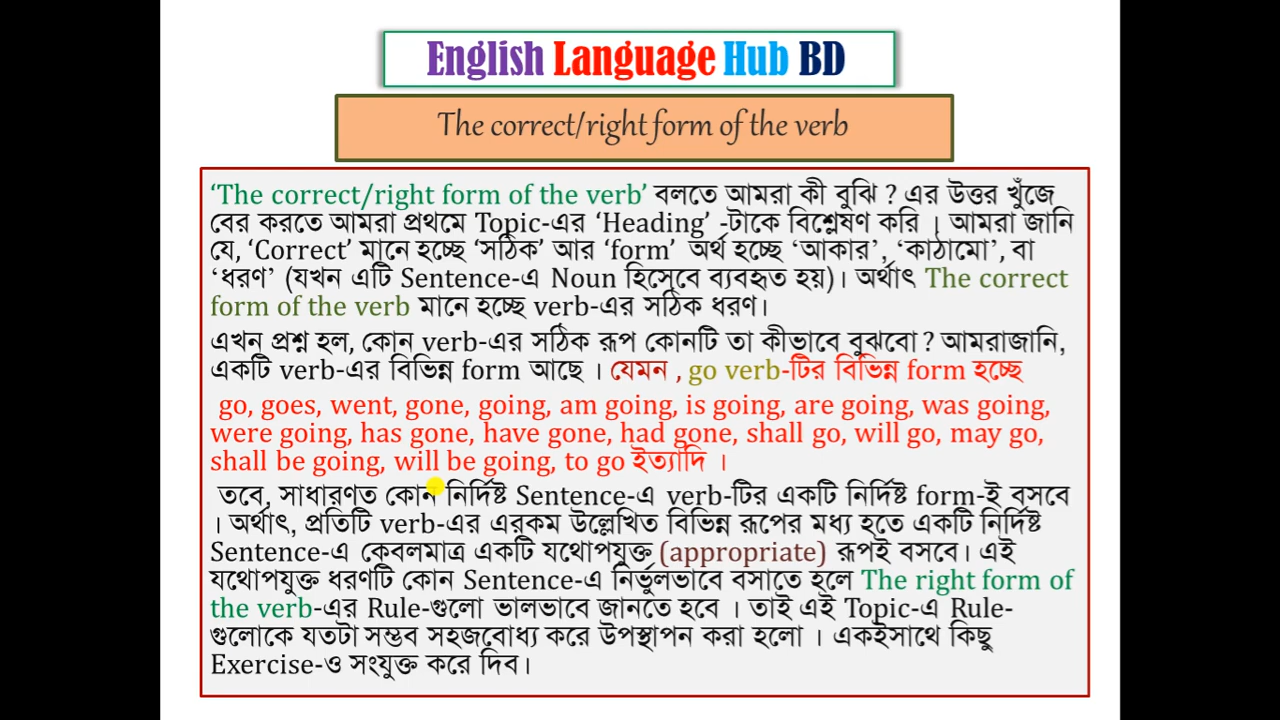 English Language Hub BD
The correct/right form of the verb
‘The correct/right form of the verb’ বলতে আমরা কী বুঝি ? এর উত্তর খুঁজে
বের করতে আমরা প্রথমে Topic-এর ‘Heading’ -টাকে বিশ্লেষণ করি । আমরা জানি
যে, ‘Correct’ মানে হচ্ছে ‘সঠিক’ আর ‘form’ অর্থ হচ্ছে ‘আকার’, ‘কাঠামো’, বা
‘ধরণ’ (যখন এটি Sentence-এ Noun হিসেবে ব্যবহৃত হয়)। অর্থাৎ The correct
form of the verb মানে হচ্ছে verb-এর সঠিক ধরণ।
এখন প্রশ্ন হল, কোন verb-এর সঠিক রূপ কোনটি তা কীভাবে বুঝবো ? আমরাজানি,
একটি verb-এর বিভিন্ন form আছে । যেমন , go verb-টির বিভিন্ন form হচ্ছে
go, goes, went, gone, going, am going, is going, are going, was going,
were going, has gone, have gone, had gone, shall go, will go, may go,
shall be going, will be going, to go ইত্যাদি ।
তবে, সাধারণত কোন নির্দিষ্ট Sentence-এ verb-টির একটি নির্দিষ্ট form-ই বসবে
। অর্থাৎ, প্রতিটি verb-এর এরকম উল্লেখিত বিভিন্ন রূপের মধ্য হতে একটি নির্দিষ্ট
Sentence-এ কেবলমাত্র একটি যথোপযুক্ত (appropriate) রূপই বসবে। এই
যথোপযুক্ত ধরণটি কোন Sentence-এ নির্ভুলভাবে বসাতে হলে The right form of
the verb-এর Rule-গুলো ভালভাবে জানতে হবে । তাই এই Topic-এ Rule-
গুলোকে যতটা সম্ভব সহজবোধ্য করে উপস্থাপন করা হলো । একইসাথে কিছু
Exercise-ও সংযুক্ত করে দিব।